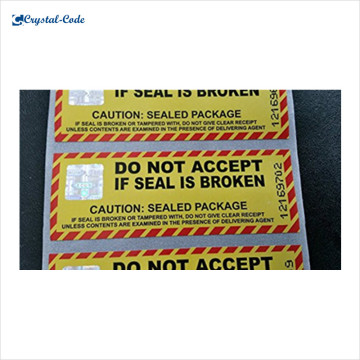 Crystal-Code
IF SEAL IS BROKEN
CAUTION: SEALED PACKAGE
IF SEAL IS BROKEN OR TAMPERED WITH, DO NOT GIVE CLEAR RECEIPT
UNLESS CONTENTS ARE EXAMINED IN THE PRESENCE OF DELIVERING AGENT
DO NOT ACCEPT
IF SEAL IS BROKEN
CAUTION: SEALED PACKAGE
IF SEAL IS BROKEN OR TAMPERED WITH, DO NOT GIVE CLEAR RECEIPT
UNLESS CONTENTS ARE EXAMINED IN THE PRESENCE OF DELIVERING AGENT
12169702
DO NOT ACCEPT